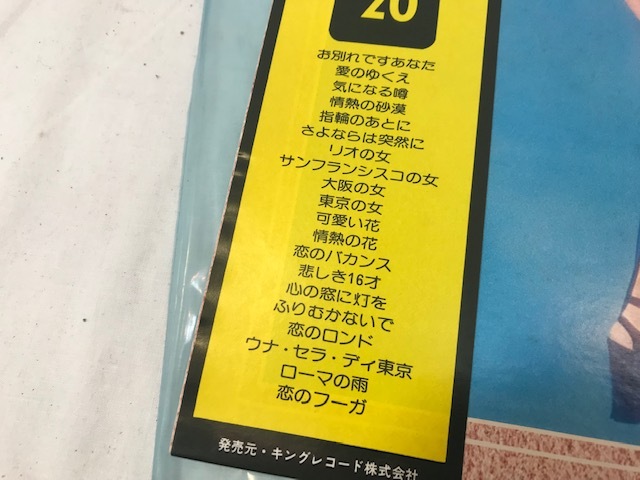 20
お別れですあなた
愛のゆくえ
気になる噂
情熱の砂漠
指輪のあとに
さよならは突然に
リオの女
サンフランシスコの女
大阪の女
東京の女
可愛い花
情熱の花
恋のバカンス
悲しき16才
心の窓に灯を
ふりむかないで
恋のロンド
ウナ・セラ・ディ東京
ローマの雨
恋のフーガ
発売元・キングレコード株式会社